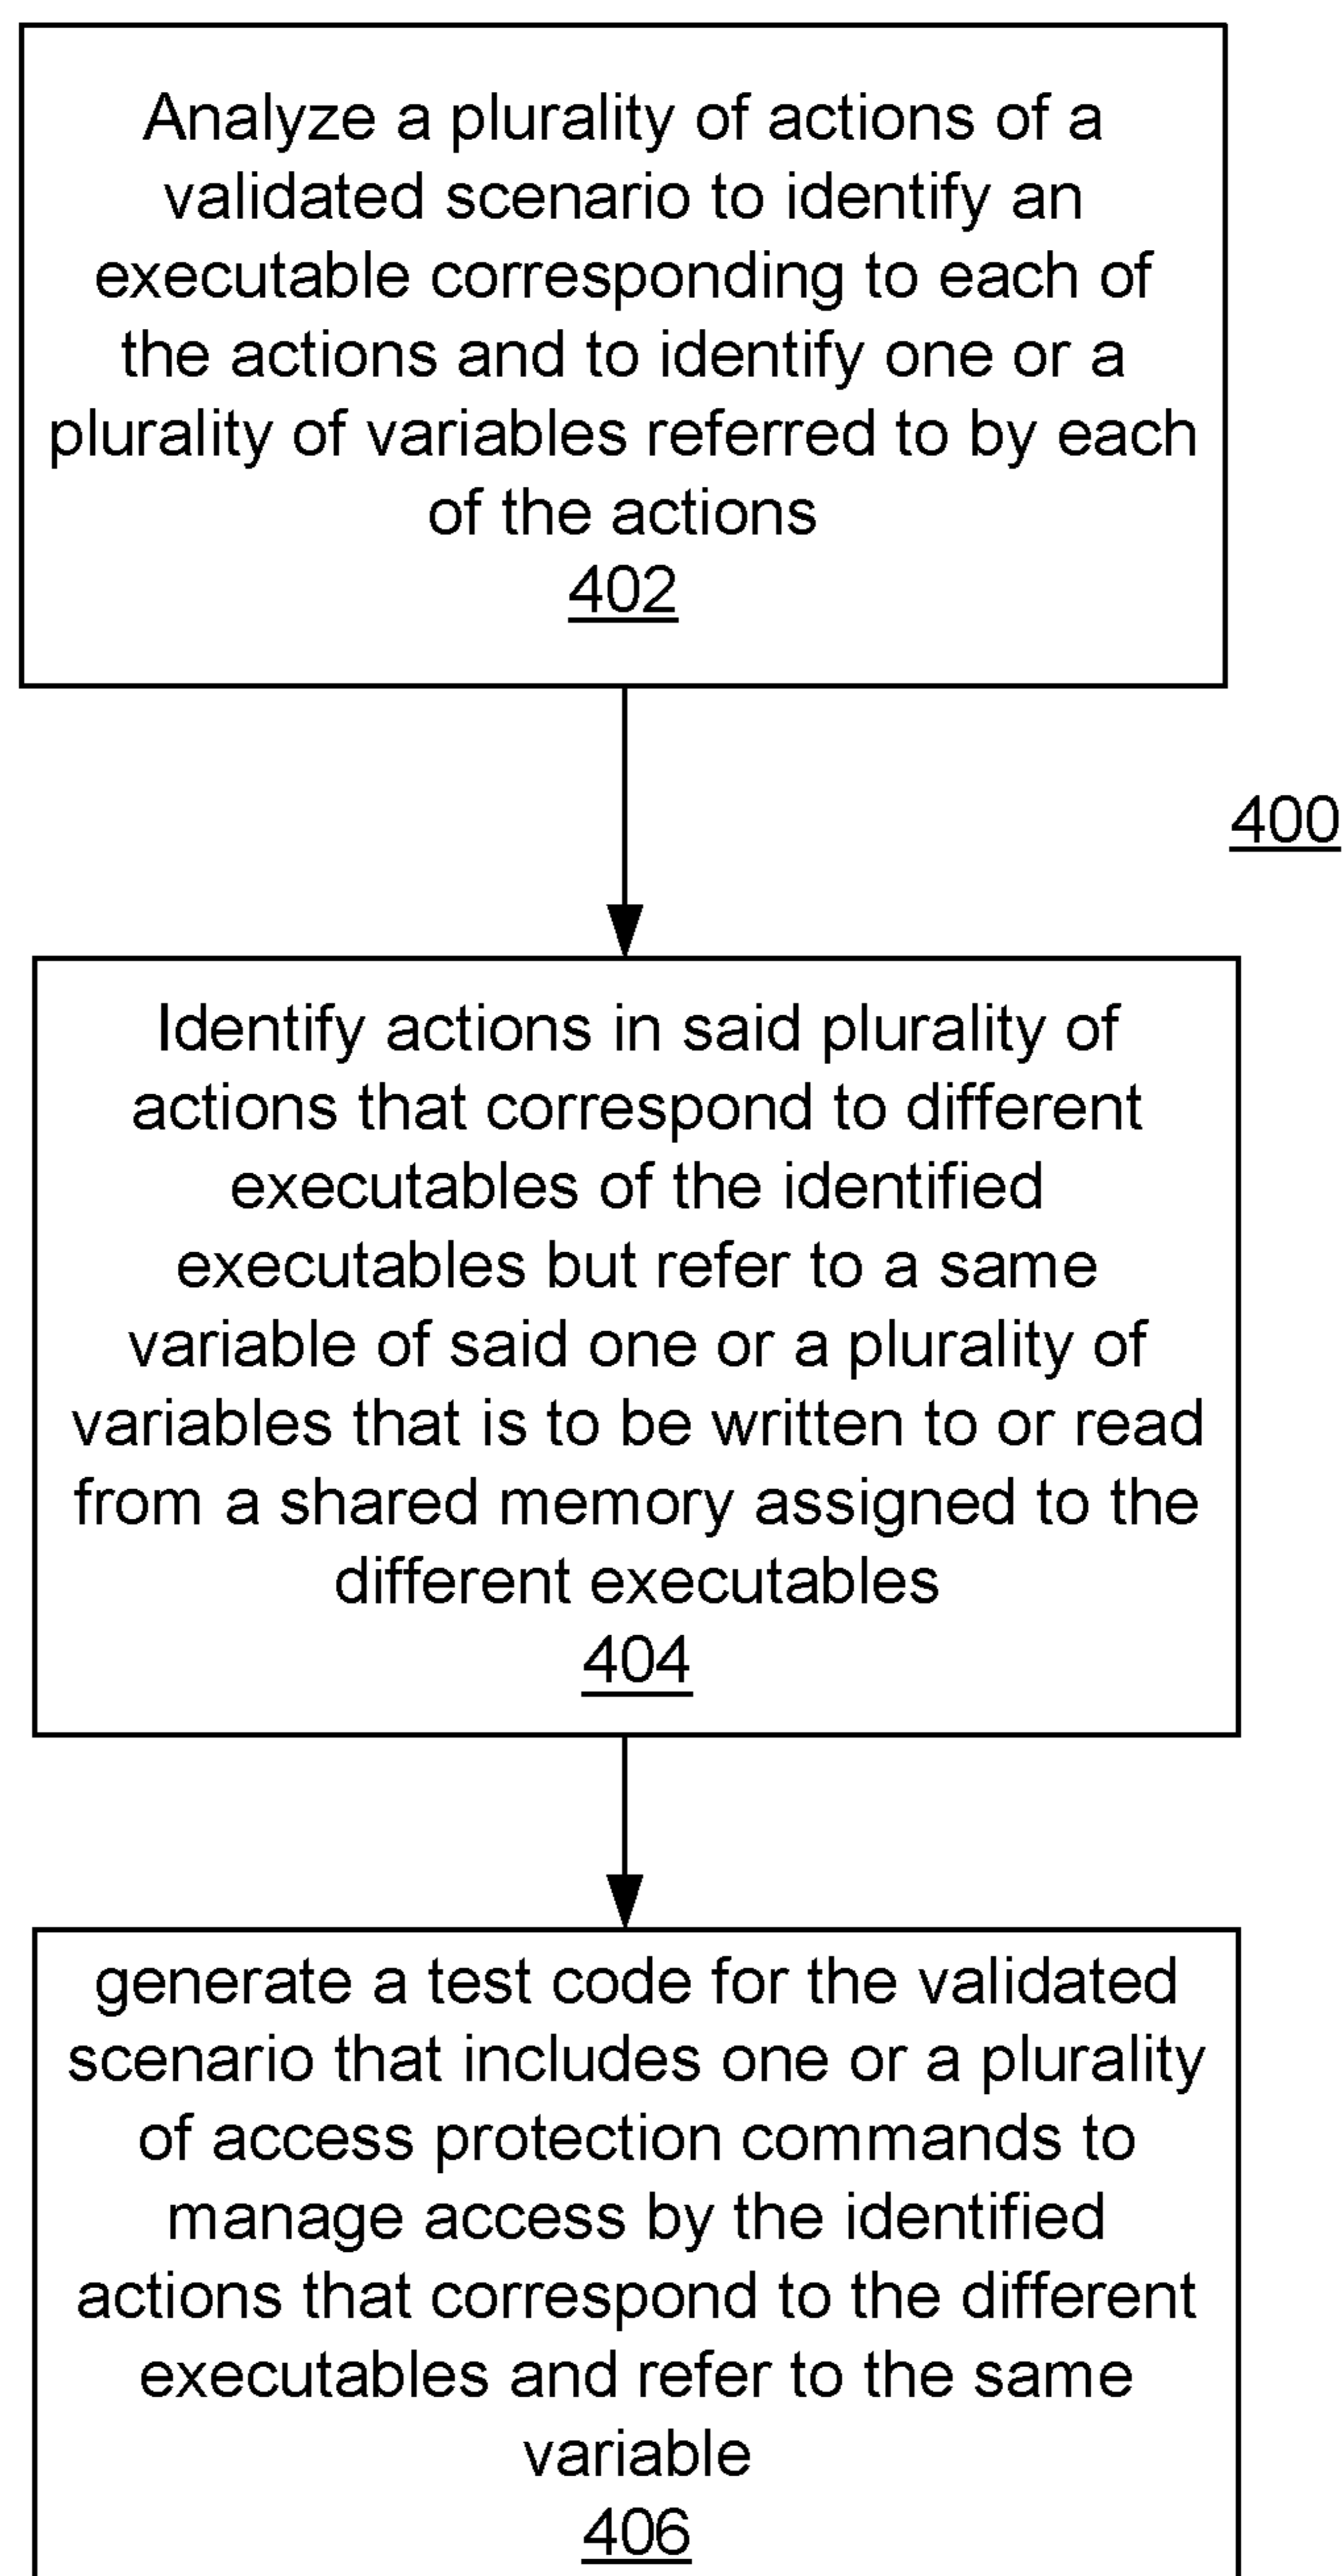 Analyze a plurality of actions of a
validated scenario to identify an
executable corresponding to each of
the actions and to identify one or a
plurality of variables referred to by each
of the actions
402
400
Identify actions in said plurality of
actions that correspond to different
executables of the identified
executables but refer to a same
variable of said one or a plurality of
variables that is to be written to or read
from a shared memory assigned to the
different executables
404
generate a test code for the validated
scenario that includes one or a plurality
of access protection commands to
manage access by the identified
actions that correspond to the different
executables and refer to the same
variable
406